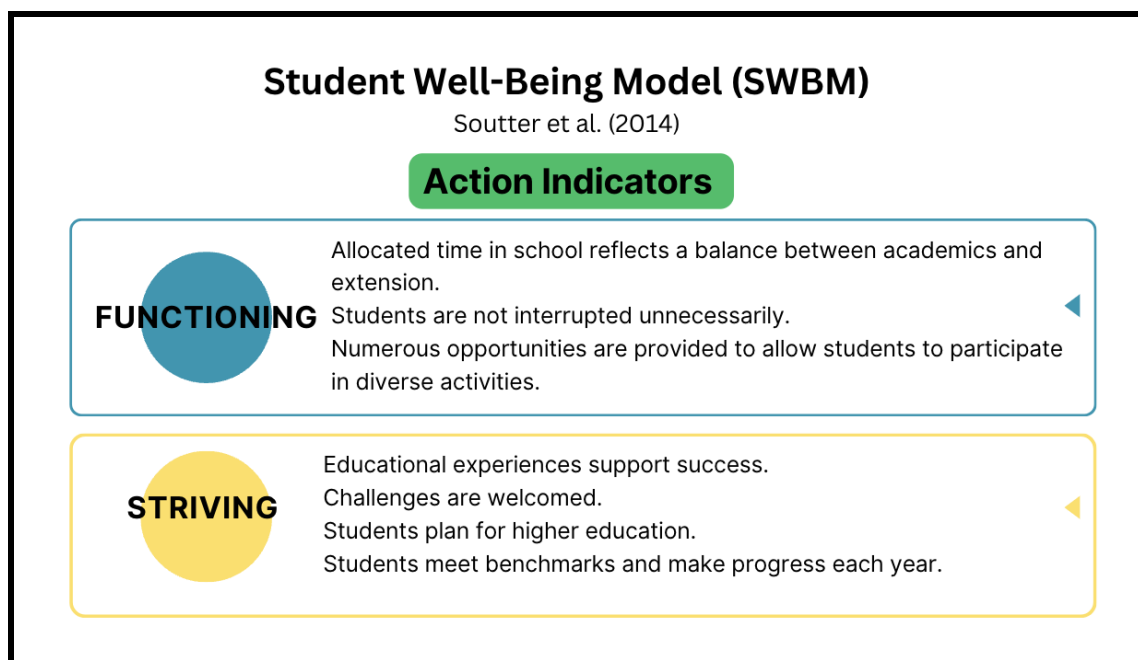 Student Well-Being Model (SWBM)
Soutter et al. (2014)
Action Indicators
FUNCTIONING
Allocated time in school reflects a balance between academics and
extension.
Students are not interrupted unnecessarily.
Numerous opportunities are provided to allow students to participate
in diverse activities.
STRIVING
Educational experiences support success.
Challenges are welcomed.
Students plan for higher education.
Students meet benchmarks and make progress each year.